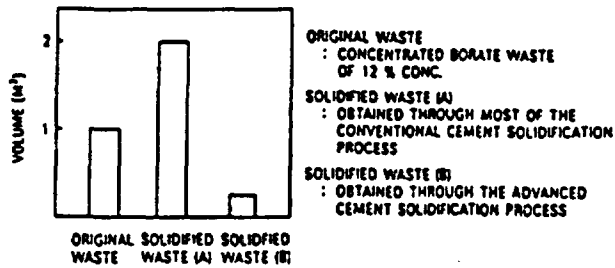 2
1
VOLUME (M³)
ORIGINAL WASTE
SOLIDIFIED WASTE (A)
SOLIDFIED WASTE (B)
ORIGINAL WASTE
: CONCENTRATED BORATE WASTE
OF 12 % CONC.
SOLIDIFIED WASTE (A)
: OBTAINED THROUGH MOST OF THE
CONVENTIONAL CEMENT SOLIDIFICATION
PROCESS
SOLIDIFIED WASTE (B)
: OBTAINED THROUGH THE ADVANCED
CEMENT SOLIDIFICATION PROCESS